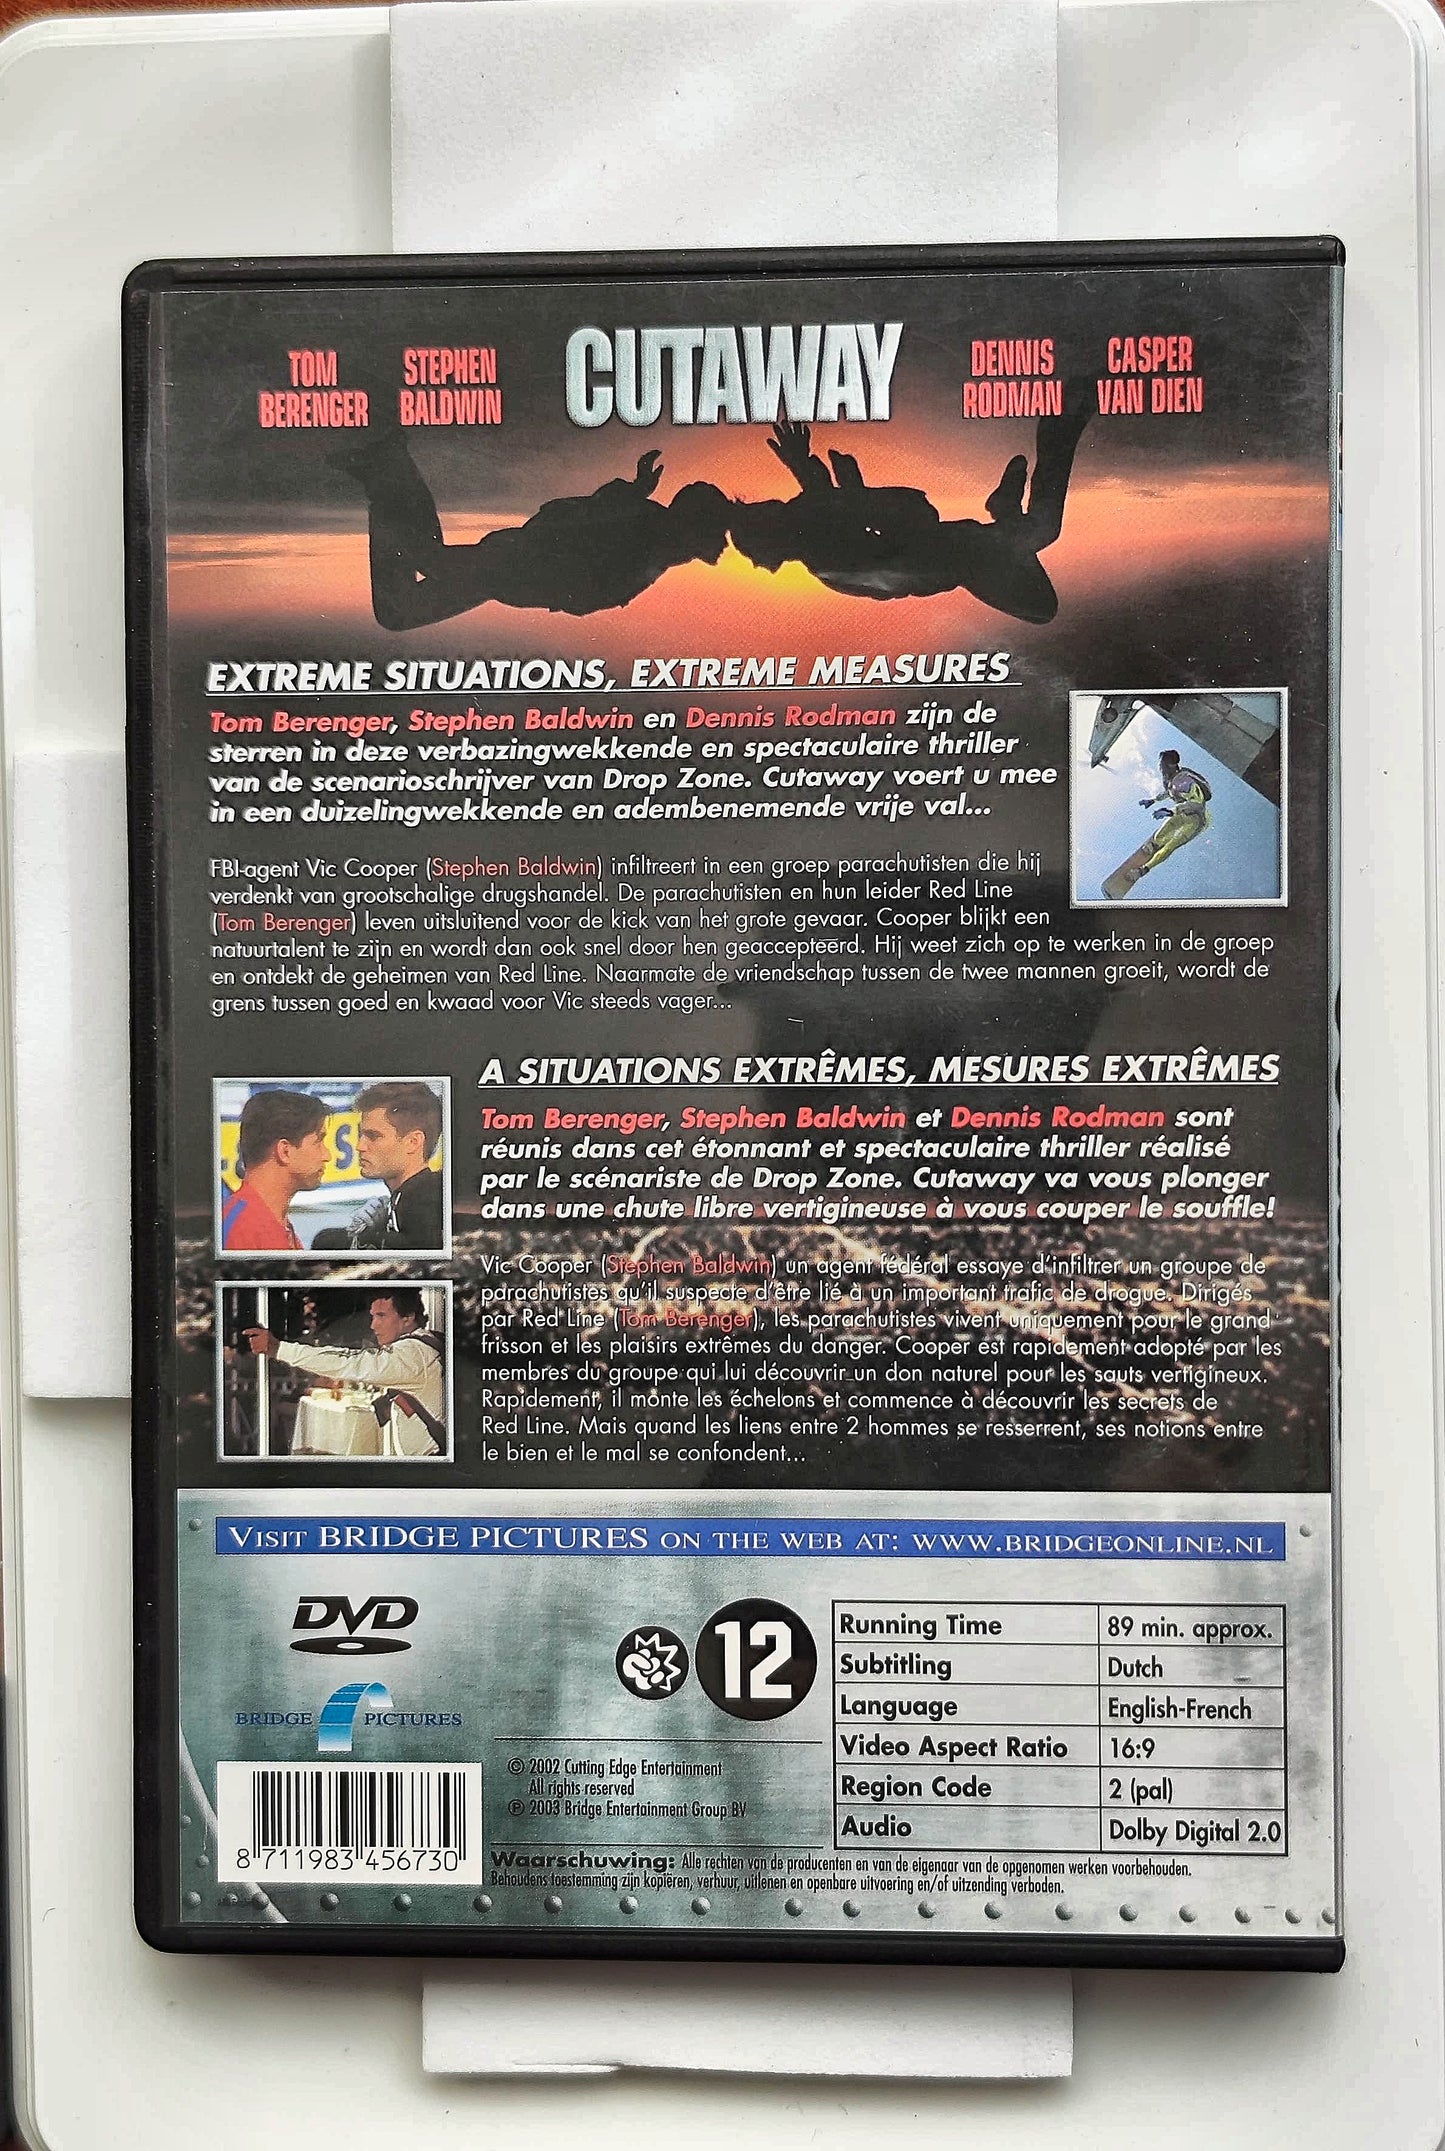 TOM
BERENGER
STEPHEN
BALDWIN
CUTAWAY
DENNIS
RODMAN
CASPER
VAN DIEN
EXTREME SITUATIONS, EXTREME MEASURES
Tom Berenger, Stephen Baldwin en Dennis Rodman zijn de
sterren in deze verbazingwekkende en spectaculaire thriller
van de scenarioschrijver van Drop Zone. Cutaway voert u mee
in een duizelingwekkende en adembenemende vrije val...
FBI-agent Vic Cooper (Stephen Baldwin) infiltreert in een groep parachutisten die hij
verdenkt van grootschalige drugshandel. De parachutisten en hun leider Red Line
(Tom Berenger) leven uitsluitend voor de kick van het grote gevaar. Cooper blijkt een
natuurtalent te zijn en wordt dan ook snel door hen geaccepteerd. Hij weet zich op te werken in de groep
en ontdekt de geheimen van Red Line. Naarmate de vriendschap tussen de twee mannen groeit, wordt de
grens tussen goed en kwaad voor Vic steeds vager...
A SITUATIONS EXTRÊMES, MESURES EXTRÊMES
Tom Berenger, Stephen Baldwin et Dennis Rodman sont
réunis dans cet étonnant et spectaculaire thriller réalisé
par le scénariste de Drop Zone. Cutaway va vous plonger
dans une chute libre vertigineuse à vous couper le souffle!
Vic Cooper (Stephen Baldwin) un agent fédéral essaye d'infiltrer un groupe de
parachutistes qu'il suspecte d'être lié à un important trafic de drogue. Dirigés
par Red Line (Tom Berenger), les parachutistes vivent uniquement pour le grand
frisson et les plaisirs extrêmes du danger. Cooper est rapidement adopté par les
membres du groupe qui lui découvrir un don naturel pour les sauts vertigineux.
Rapidement, il monte les échelons et commence à découvrir les secrets de
Red Line. Mais quand les liens entre 2 hommes se resserrent, ses notions entre
le bien et le mal se confondent...
VISIT BRIDGE PICTURES ON THE WEB AT: WWW.BRIDGEONLINE.NL
DVD
BRIDGE PICTURES
12
Running Time 89 min. approx.
Subtitling Dutch
Language English-French
Video Aspect Ratio 16:9
Region Code 2 (pal)
Audio Dolby Digital 2.0
© 2002 Cutting Edge Entertainment
All rights reserved
℗ 2003 Bridge Entertainment Group BV
8 711983 456730
Waarschuwing: Alle rechten van de producenten en van de eigenaar van de opgenomen werken voorbehouden.
Behoudens toestemming zijn kopiëren, verhuur, uitlenen en openbare uitvoering en/of uitzending verboden.